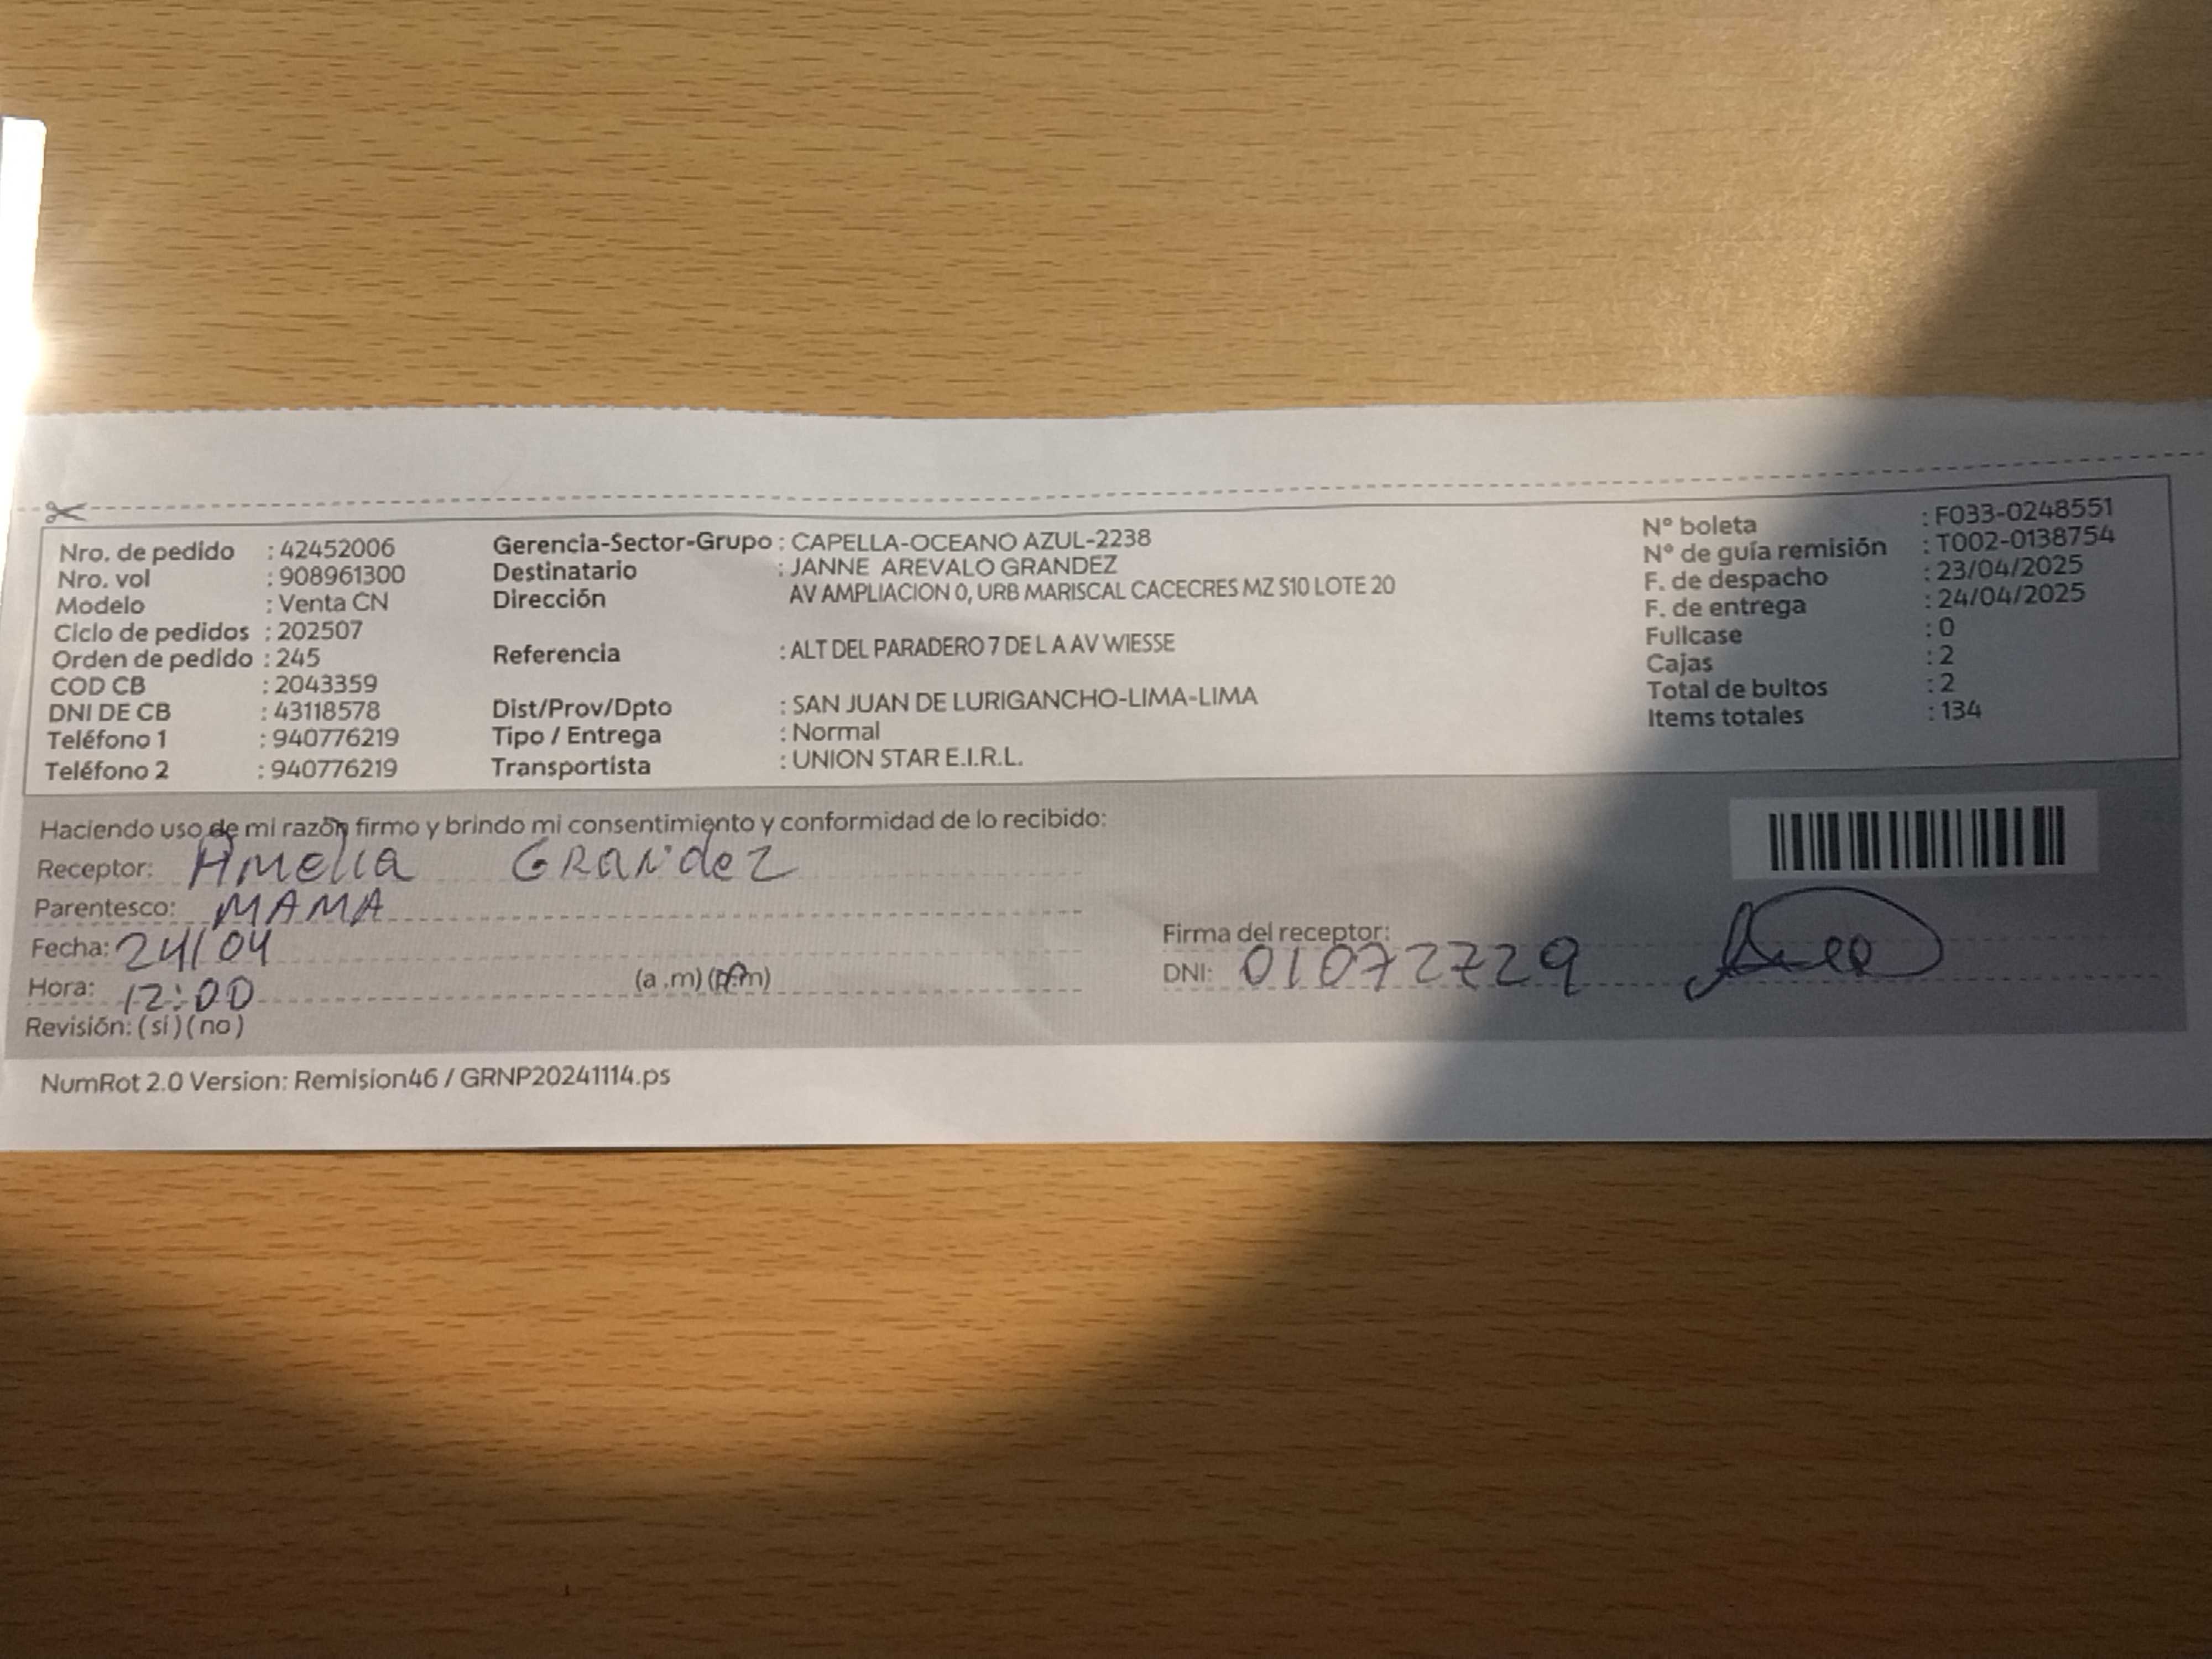 Nro. de pedido : 42452006
Nro. vol : 908961300
Modelo : Venta CN
Ciclo de pedidos : 202507
Orden de pedido : 245
COD CB : 2043359
DNI DE CB : 43118578
Teléfono 1 : 940776219
Teléfono 2 : 940776219
Gerencia-Sector-Grupo : CAPELLA-OCEANO AZUL-2238
Destinatario : JANNE AREVALO GRANDEZ
Dirección AV AMPLIACION 0, URB MARISCAL CACECRES MZ S10 LOTE 20
Referencia : ALT DEL PARADERO 7 DE L A AV WIESSE
Dist/Prov/Dpto : SAN JUAN DE LURIGANCHO-LIMA-LIMA
Tipo / Entrega : Normal
Transportista : UNION STAR E.I.R.L.
N° boleta : F033-0248551
N° de guía remisión : T002-0138754
F. de despacho : 23/04/2025
F. de entrega : 24/04/2025
Fullcase : 0
Cajas : 2
Total de bultos : 2
Items totales : 134
Haciendo uso de mi razón firmo y brindo mi consentimiento y conformidad de lo recibido:
Receptor: Amelia GRandez
Parentesco: MAMA
Fecha: 24/04
Hora: 12:00 (a .m) (p.m)
Revisión: (si) (no)
Firma del receptor:
DNI: 01072729
NumRot 2.0 Version: Remision46 / GRNP20241114.ps